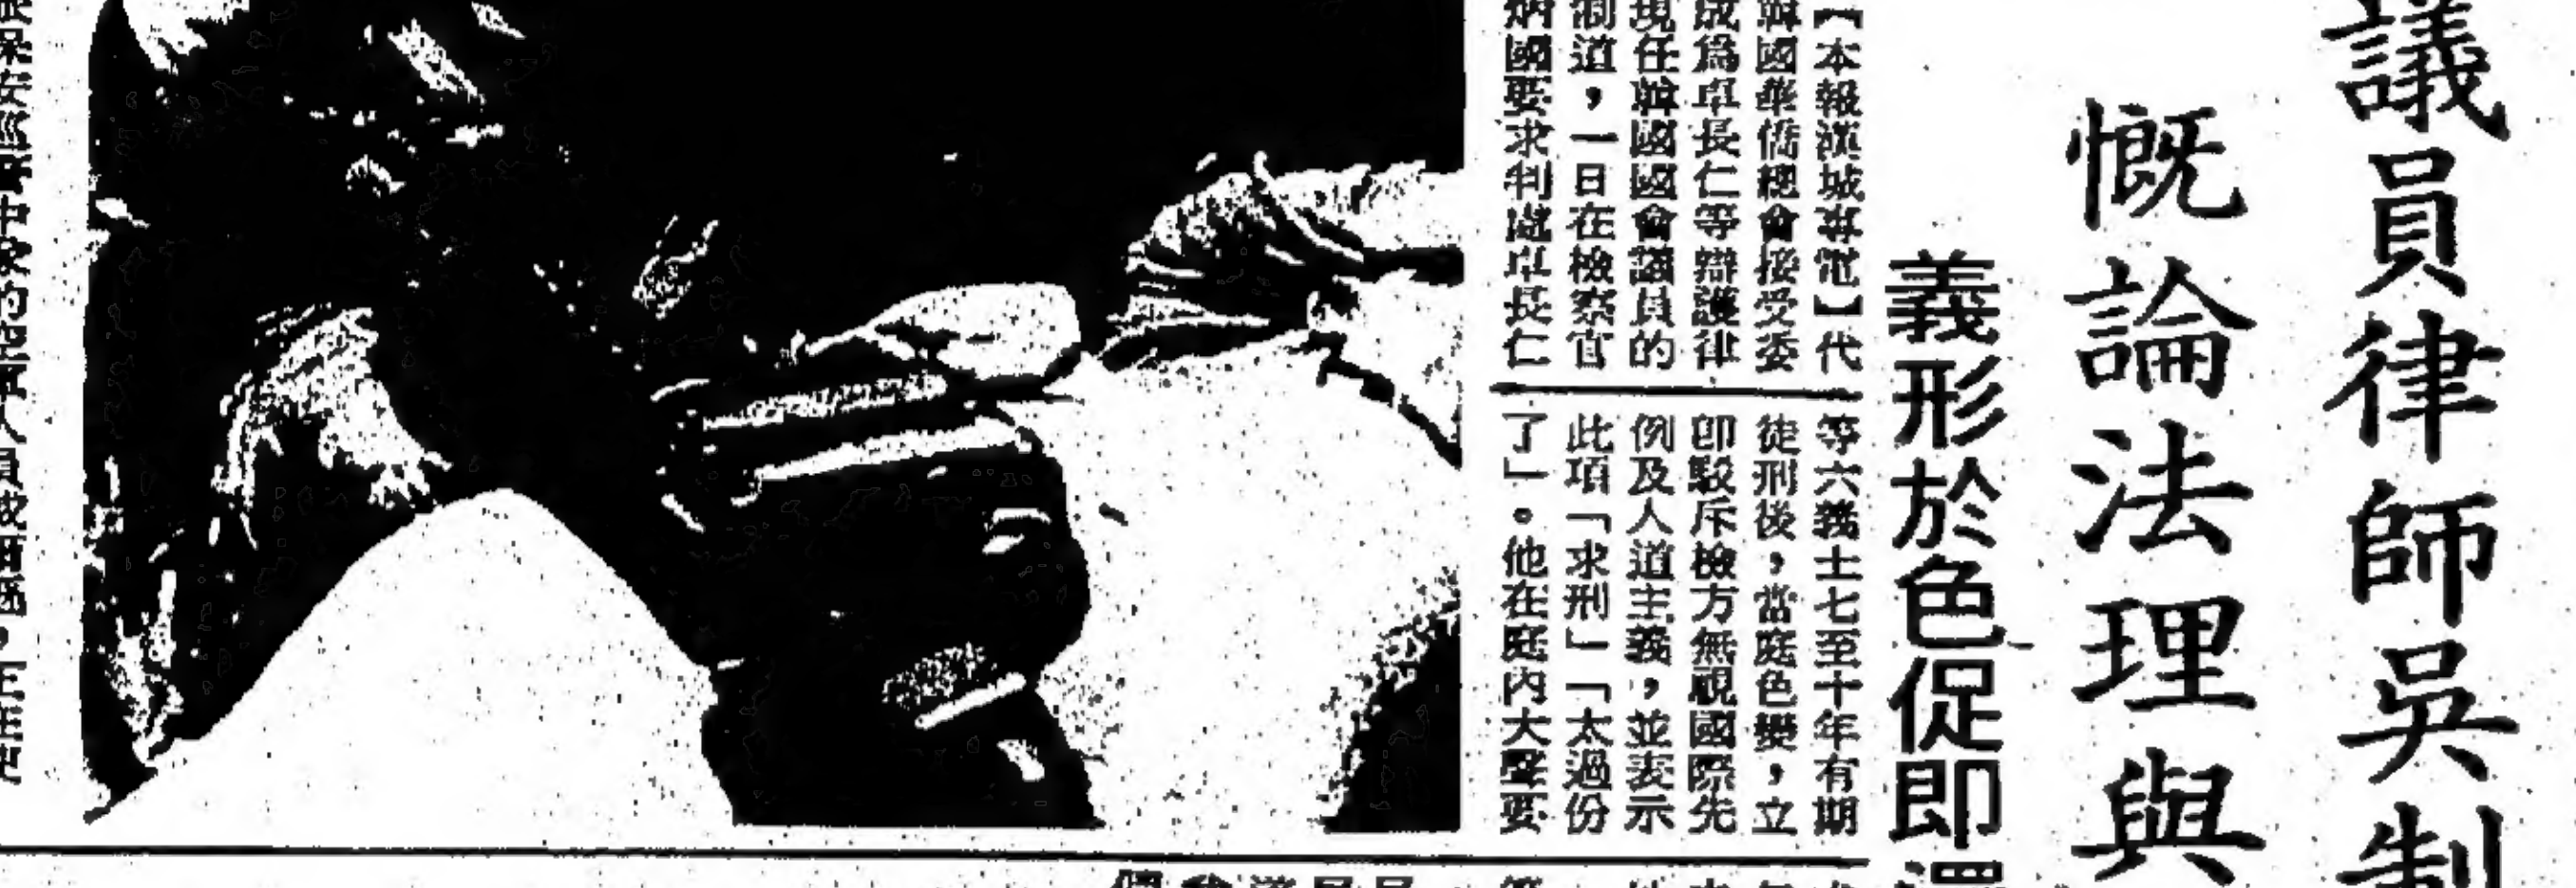 議員律師吳制
慨論法理與
義形於色促即還
【本報漢城專電】代
韓國華僑總會接受委
成為卓長仁等辯護律
現任韓國國會議員的
制道，一日在檢察官
炳國要求判處卓長仁
等六義士七至十年有期
徒刑後，當庭色變，立
即駁斥檢方無視國際先
例及人道主義，並表示
此項「求刑」「太過份
了」。他在庭內大聲要